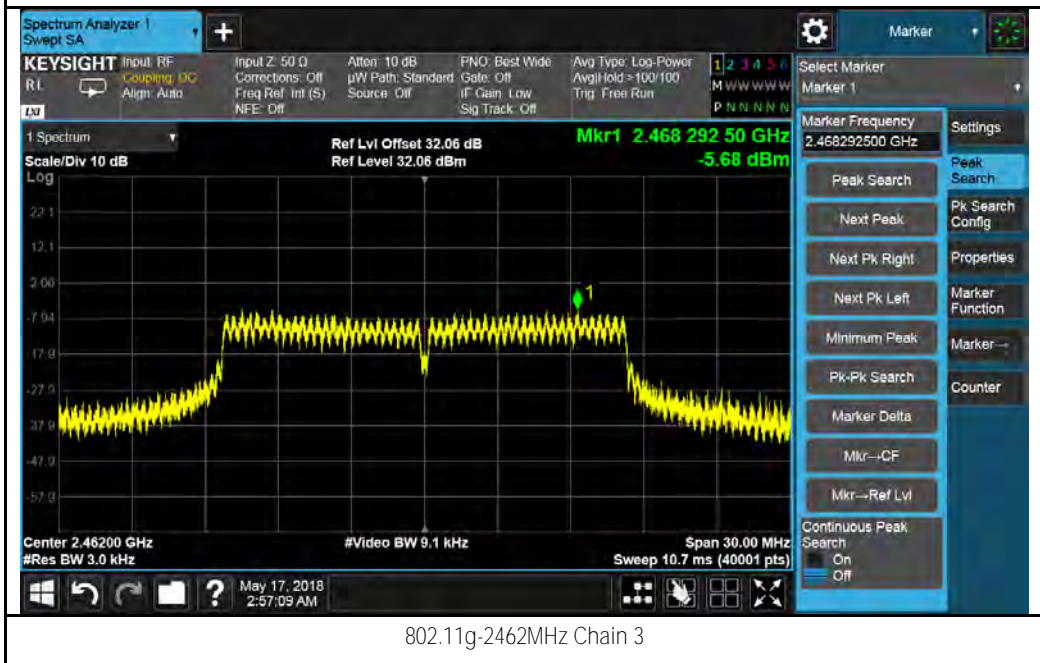 Spectrum Analyzer 1
Swept SA
+
Marker
KEYSIGHT
RL
LXI
Input: RF
Coupling: DC
Align: Auto
Input Z: 50 Ω
Corrections: Off
Freq Ref: Int (S)
NFE: Off
Atten: 10 dB
µW Path: Standard
Source: Off
PNO: Best Wide
Gate: Off
IF Gain: Low
Sig Track: Off
Avg Type: Log-Power
Avg|Hold:>100/100
Trig: Free Run
1 2 3 4 5 6
M W W W W W
P N N N N N
Select Marker
Marker 1
1 Spectrum
Scale/Div 10 dB
Log
Ref Lvl Offset 32.06 dB
Ref Level 32.06 dBm
Mkr1 2.468 292 50 GHz
-5.68 dBm
22.1
12.1
2.06
-7.94
-17.9
-27.9
-37.9
-47.9
-57.9
1
Center 2.46200 GHz
#Res BW 3.0 kHz
#Video BW 9.1 kHz
Span 30.00 MHz
Sweep 10.7 ms (40001 pts)
Marker Frequency
2.468292500 GHz
Peak Search
Next Peak
Next Pk Right
Next Pk Left
Minimum Peak
Pk-Pk Search
Marker Delta
Mkr→CF
Mkr→Ref Lvl
Continuous Peak
Search
On
Off
Settings
Peak
Search
Pk Search
Config
Properties
Marker
Function
Marker→
Counter
?
May 17, 2018
2:57:09 AM
802.11g-2462MHz Chain 3